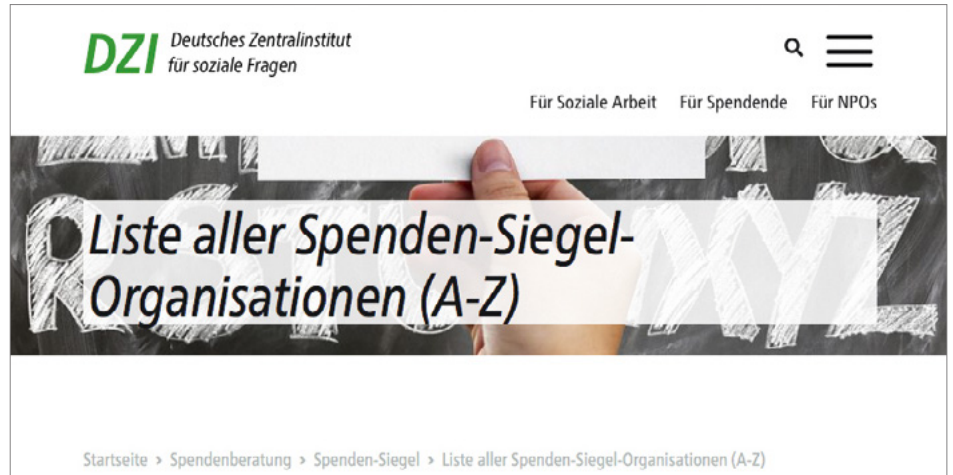 DZI Deutsches Zentralinstitut
für soziale Fragen
Für Soziale Arbeit Für Spendende Für NPOs
Liste aller Spenden-Siegel-
Organisationen (A-Z)
Startseite > Spendenberatung > Spenden-Siegel > Liste aller Spenden-Siegel-Organisationen (A-Z)